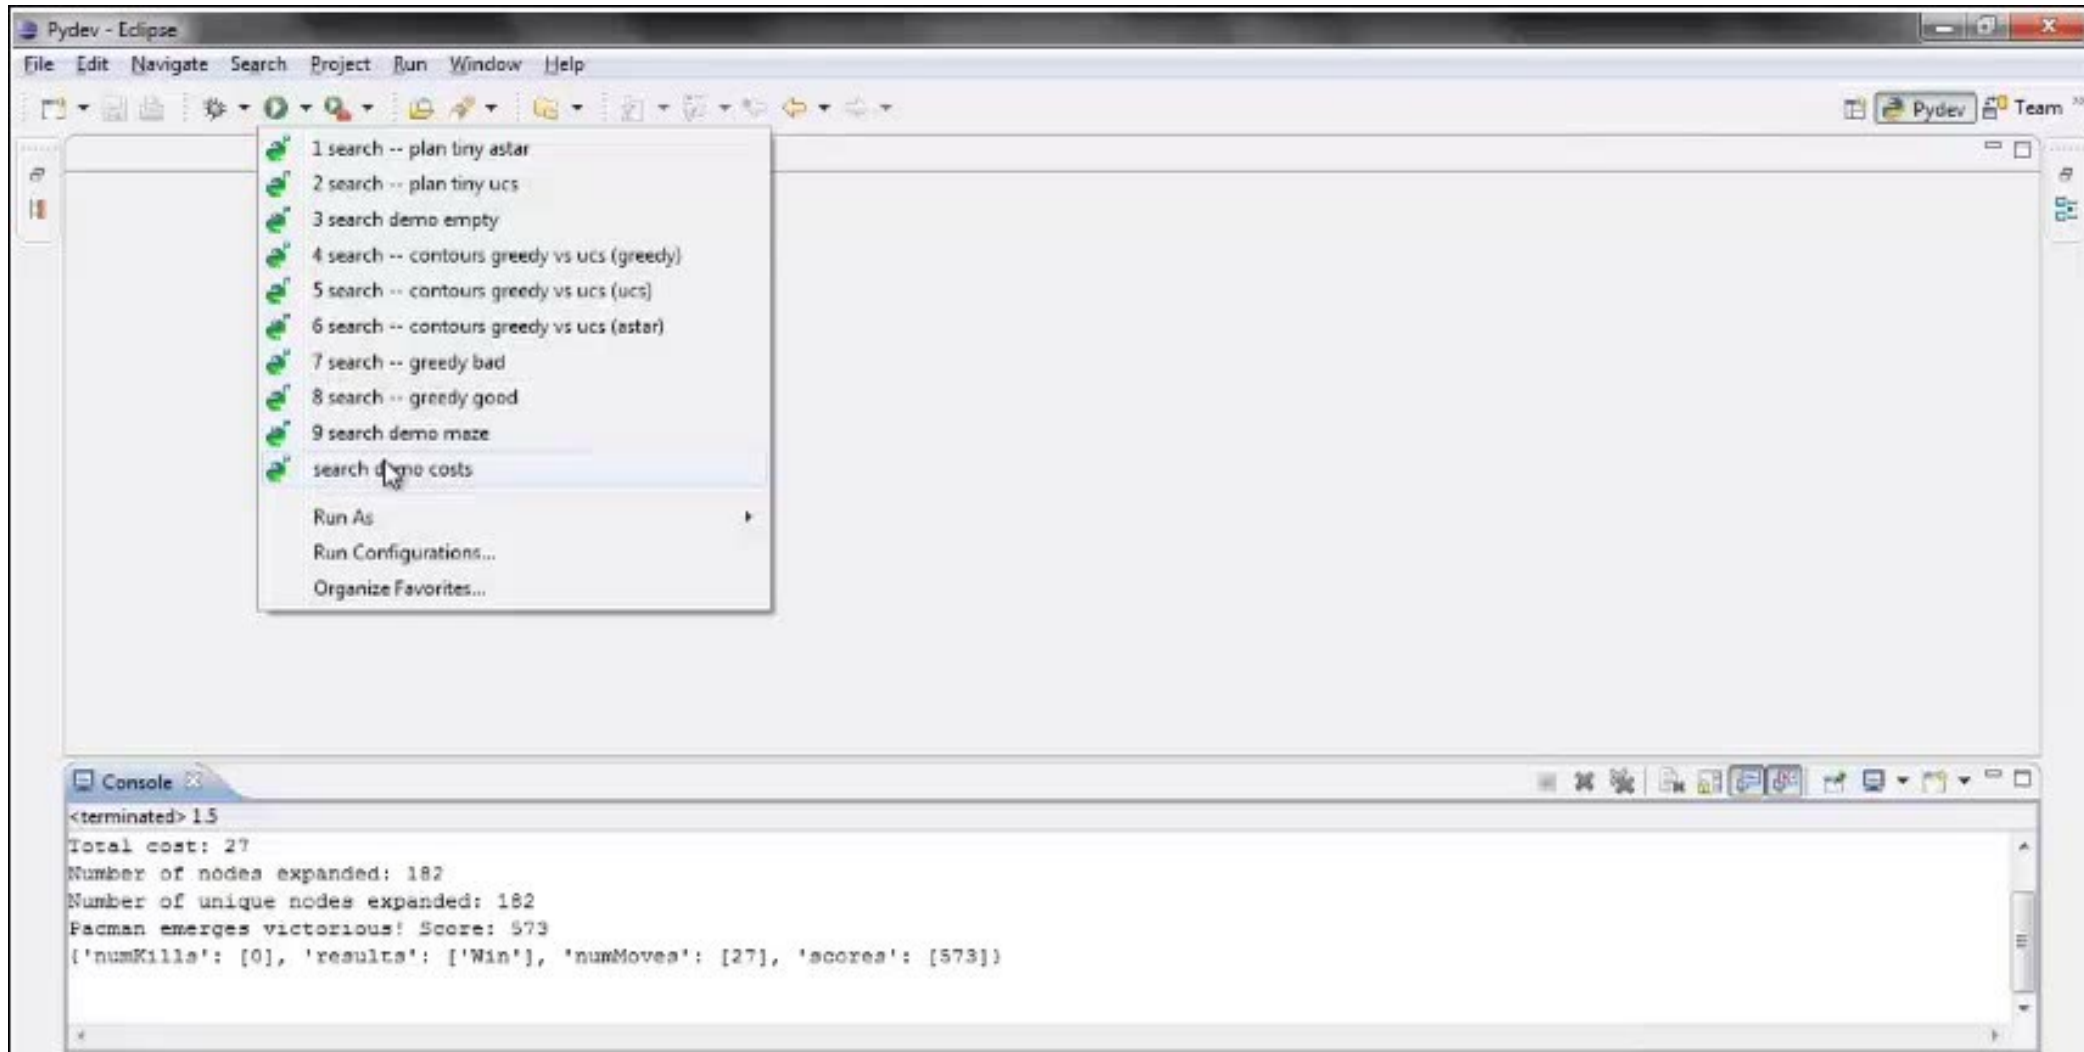 Pydev - Eclipse
File Edit Navigate Search Project Run Window Help
Pydev Team
1 search -- plan tiny astar
2 search -- plan tiny ucs
3 search demo empty
4 search -- contours greedy vs ucs (greedy)
5 search -- contours greedy vs ucs (ucs)
6 search -- contours greedy vs ucs (astar)
7 search -- greedy bad
8 search -- greedy good
9 search demo maze
search demo costs
Run As
Run Configurations...
Organize Favorites...
Console
<terminated> 1.5
Total cost: 27
Number of nodes expanded: 182
Number of unique nodes expanded: 182
Pacman emerges victorious! Score: 573
{'numKills': [0], 'results': ['Win'], 'numMoves': [27], 'scores': [573]}